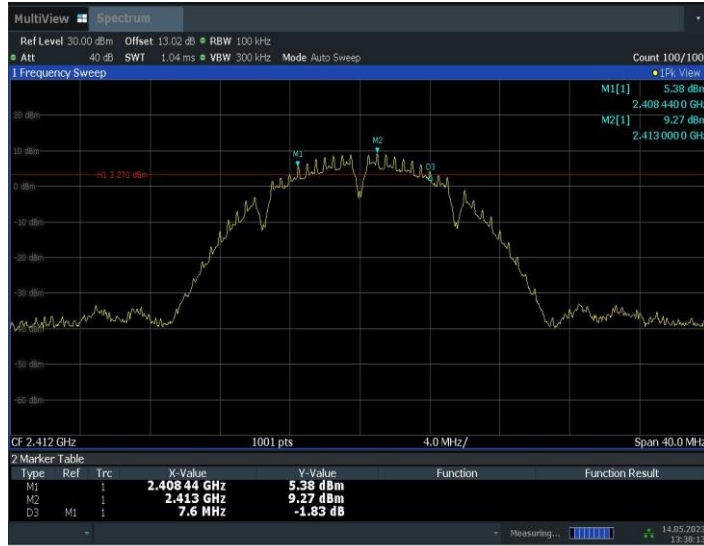 MultiView Spectrum
Ref Level 30.00 dBm Offset 13.02 dB RBW 100 kHz
Att 40 dB SWT 1.04 ms VBW 300 kHz Mode Auto Sweep Count 100/100
1 Frequency Sweep 1Pk View
M1[1] 5.38 dBm
2.408 440 0 GHz
20 dBm
M2[1] 9.27 dBm
2.413 000 0 GHz
10 dBm
M1
M2
D3
H1 3.270 dBm
0 dBm
-10 dBm
-20 dBm
-30 dBm
-40 dBm
-50 dBm
-60 dBm
CF 2.412 GHz 1001 pts 4.0 MHz/ Span 40.0 MHz
2 Marker Table
Type Ref Trc X-Value Y-Value Function Function Result
M1 1 2.408 44 GHz 5.38 dBm
M2 1 2.413 GHz 9.27 dBm
D3 M1 1 7.6 MHz -1.83 dB
Measuring... 14.05.2023
13:38:13